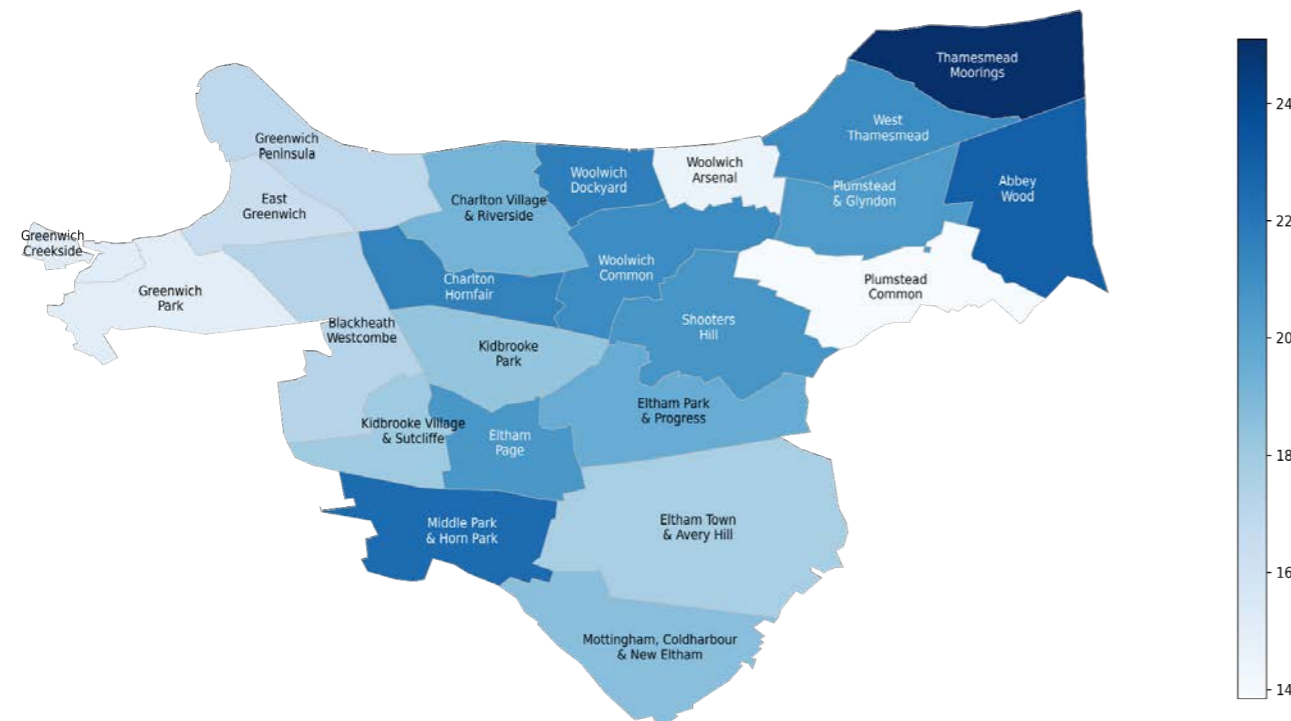 Thamesmead
Moorings
West
Thamesmead
Greenwich
Peninsula
Woolwich
Dockyard
Woolwich
Arsenal
Abbey
Wood
Plumstead
& Glyndon
East
Greenwich
Charlton Village
& Riverside
Greenwich
Creekside
Woolwich
Common
Charlton
Hornfair
Plumstead
Common
Greenwich
Park
Shooters
Hill
Blackheath
Westcombe
Kidbrooke
Park
Eltham Park
& Progress
Kidbrooke Village
& Sutcliffe
Eltham
Page
Middle Park
& Horn Park
Eltham Town
& Avery Hill
Mottingham, Coldharbour
& New Eltham
24
22
20
18
16
14